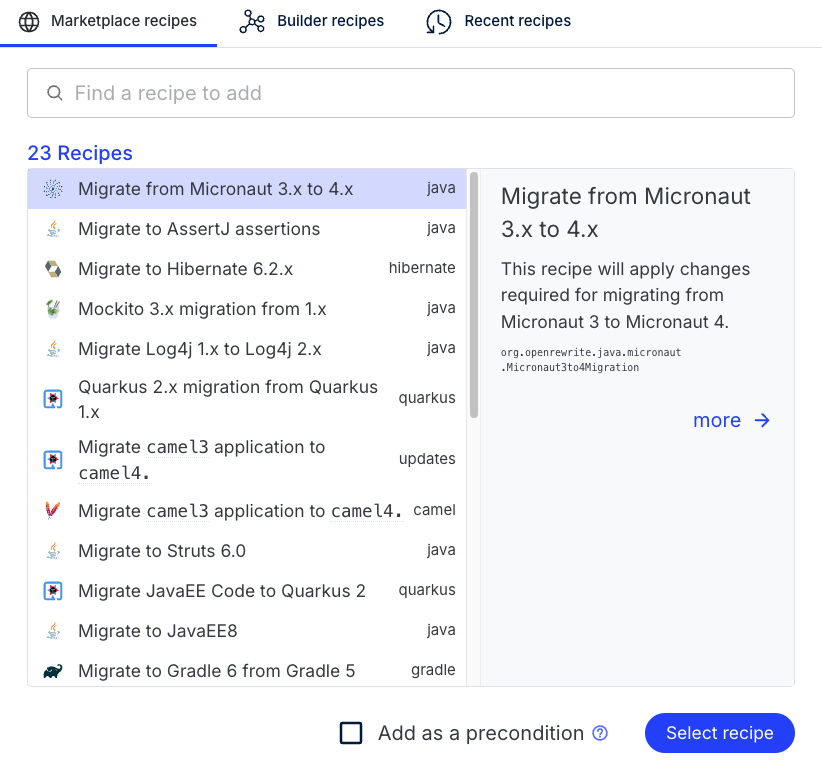 Marketplace recipes Builder recipes Recent recipes
Find a recipe to add
23 Recipes
Migrate from Micronaut 3.x to 4.x java
Migrate to AssertJ assertions java
Migrate to Hibernate 6.2.x hibernate
Mockito 3.x migration from 1.x java
Migrate Log4j 1.x to Log4j 2.x java
Quarkus 2.x migration from Quarkus
1.x quarkus
Migrate camel3 application to
camel4. updates
Migrate camel3 application to camel4. camel
Migrate to Struts 6.0 java
Migrate JavaEE Code to Quarkus 2 quarkus
Migrate to JavaEE8 java
Migrate to Gradle 6 from Gradle 5 gradle
Migrate from Micronaut
3.x to 4.x
This recipe will apply changes
required for migrating from
Micronaut 3 to Micronaut 4.
org.openrewrite.java.micronaut
.Micronaut3to4Migration
more →
Add as a precondition ?
Select recipe